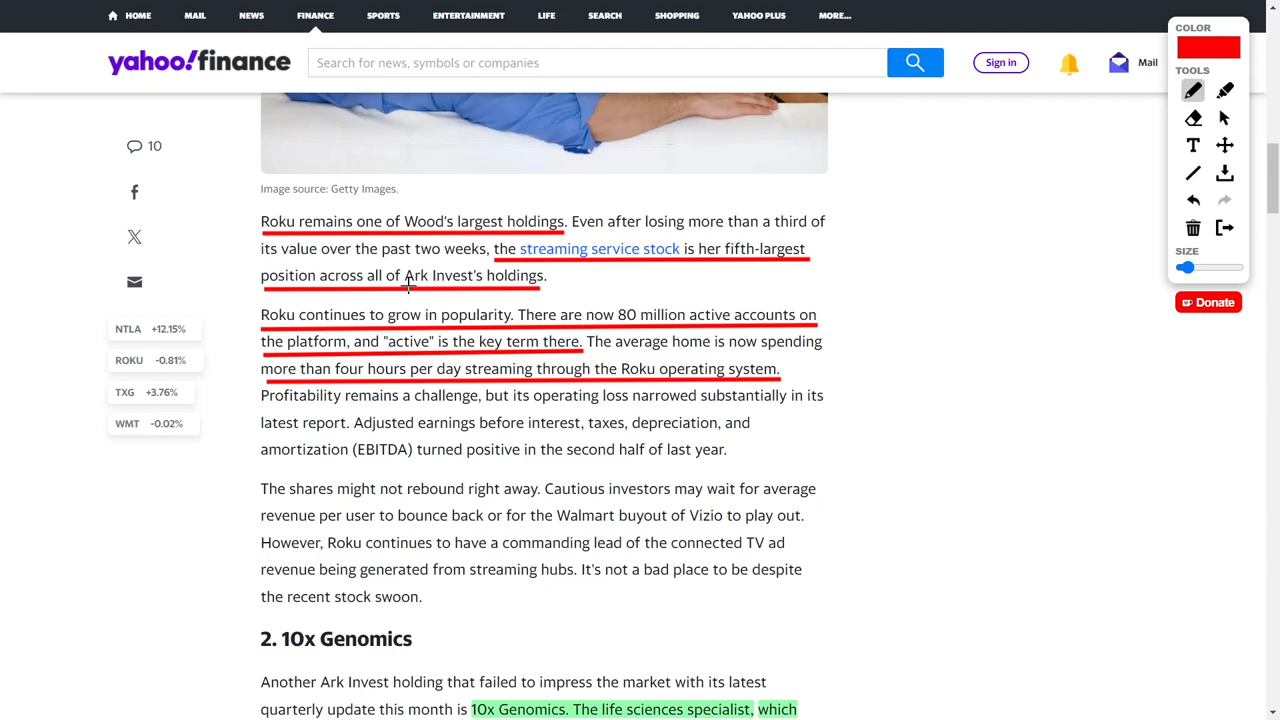 HOME MAIL NEWS FINANCE SPORTS ENTERTAINMENT LIFE SEARCH SHOPPING YAHOO PLUS MORE...
yahoo!finance
Search for news, symbols or companies
Sign in
Mail
COLOR
TOOLS
T
SIZE
Donate
10
NTLA +12.15%
ROKU -0.81%
TXG +3.76%
WMT -0.02%
Image source: Getty Images.
Roku remains one of Wood's largest holdings. Even after losing more than a third of
its value over the past two weeks, the streaming service stock is her fifth-largest
position across all of Ark Invest's holdings.
Roku continues to grow in popularity. There are now 80 million active accounts on
the platform, and "active" is the key term there. The average home is now spending
more than four hours per day streaming through the Roku operating system.
Profitability remains a challenge, but its operating loss narrowed substantially in its
latest report. Adjusted earnings before interest, taxes, depreciation, and
amortization (EBITDA) turned positive in the second half of last year.
The shares might not rebound right away. Cautious investors may wait for average
revenue per user to bounce back or for the Walmart buyout of Vizio to play out.
However, Roku continues to have a commanding lead of the connected TV ad
revenue being generated from streaming hubs. It's not a bad place to be despite
the recent stock swoon.
2. 10x Genomics
Another Ark Invest holding that failed to impress the market with its latest
quarterly update this month is 10x Genomics. The life sciences specialist, which